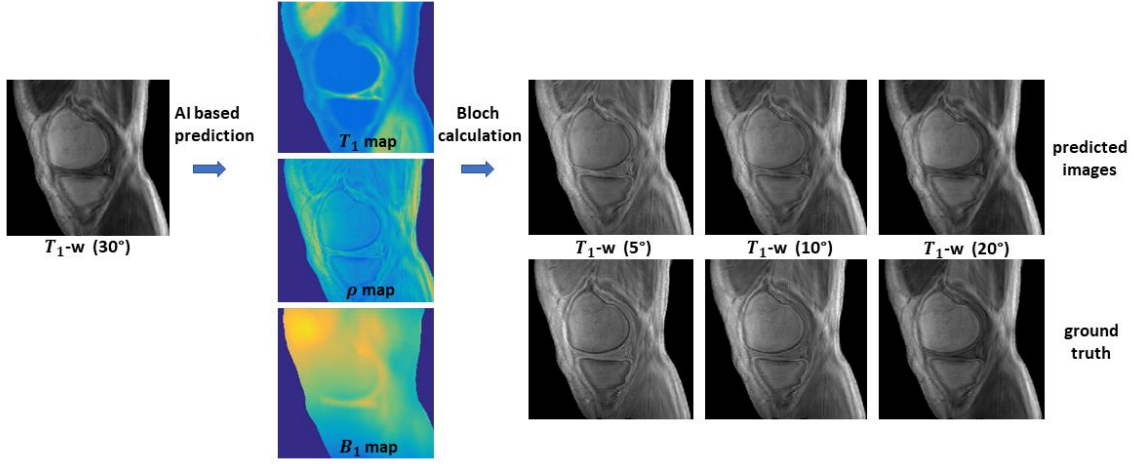 T₁-w (30°)
AI based
prediction
T₁ map
ρ map
B₁ map
Bloch
calculation
T₁-w (5°) T₁-w (10°) T₁-w (20°)
predicted
images
ground
truth